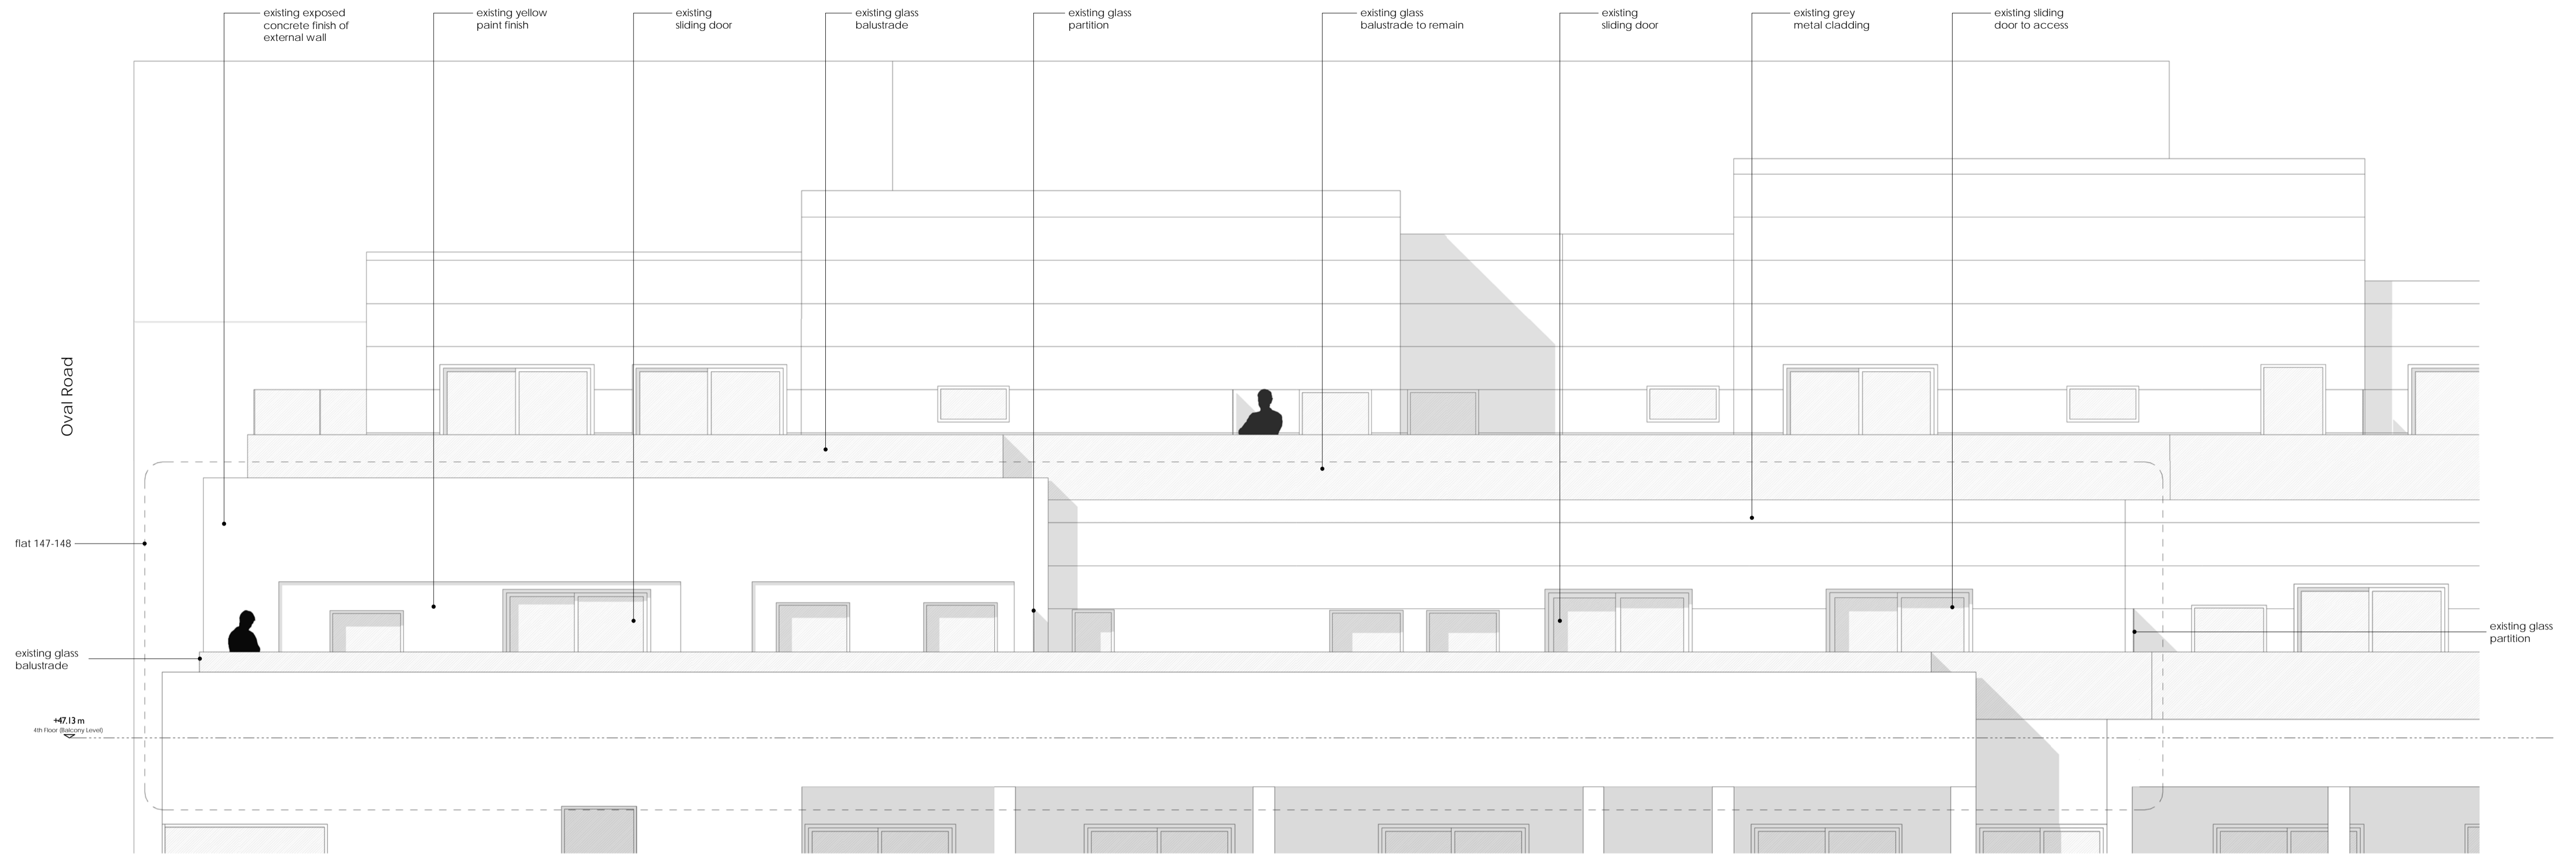 existing exposed
concrete finish of
external wall
existing yellow
paint finish
existing
sliding door
existing glass
balustrade
existing glass
partition
existing glass
balustrade to remain
existing
sliding door
existing grey
metal cladding
existing sliding
door to access
Oval Road
flat 147-148
existing glass
balustrade
existing glass
partition
+47.13 m
4th Floor (Balcony Level)